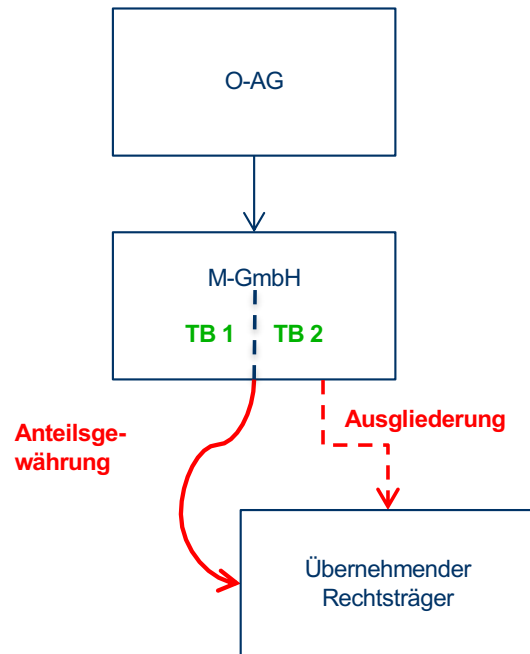 O-AG
M-GmbH
TB 1 TB 2
Anteilsge-
währung
Ausgliederung
Übernehmender
Rechtsträger